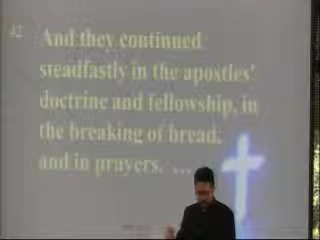 42 And they continued
steadfastly in the apostles'
doctrine and fellowship, in
the breaking of bread,
and in prayers. ...